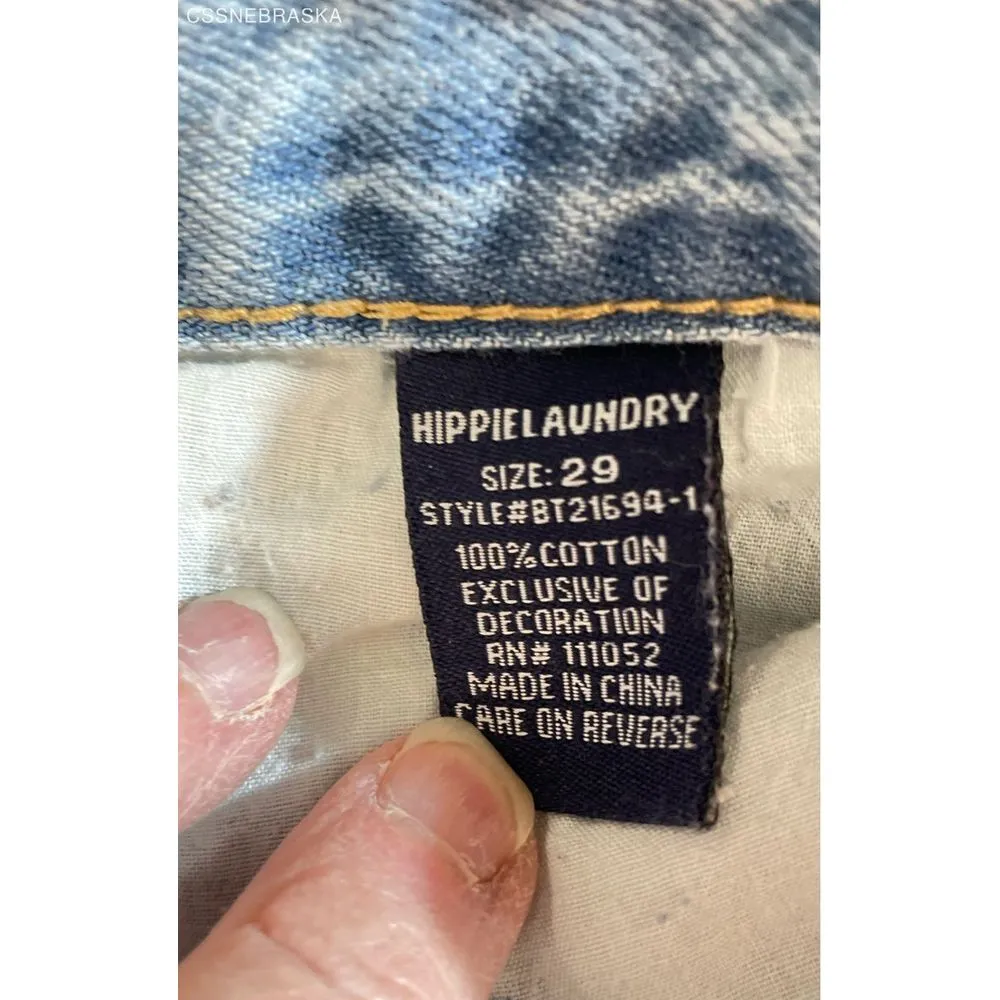 CSSNEBRASKA
HIPPIELAUNDRY
SIZE: 29
STYLE#BT21694-1
100% COTTON
EXCLUSIVE OF
DECORATION
RN# 111052
MADE IN CHINA
CARE ON REVERSE